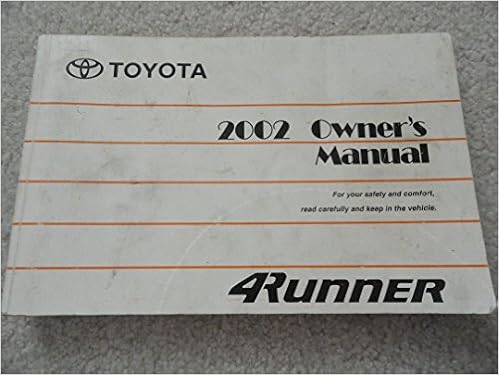 TOYOTA
2002 Owner's
Manual
For your safety and comfort,
read carefully and keep in the vehicle.
4RUNNER